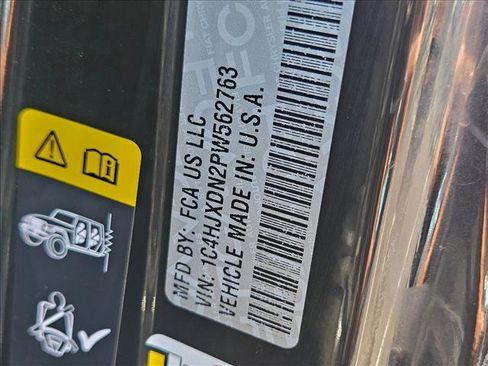 MFD BY: FCA US LLC
VIN: 1C4HJXDN2PW562763
VEHICLE MADE IN: U.S.A.